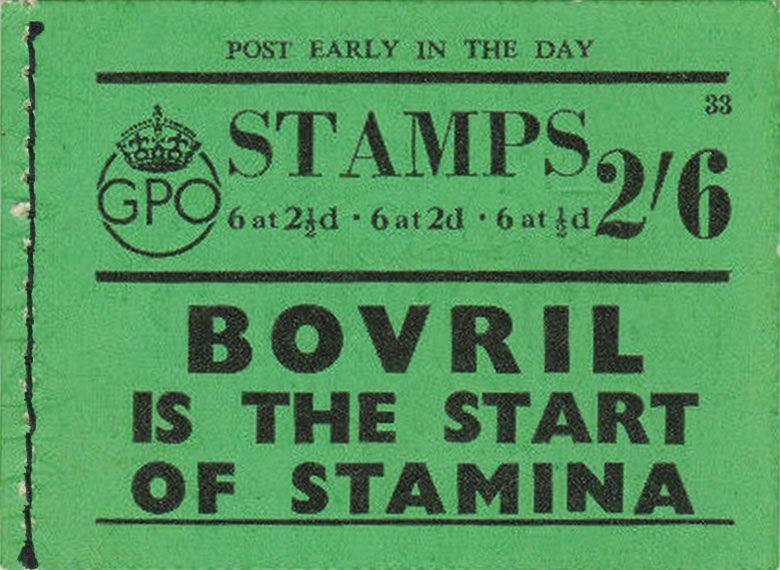 POST EARLY IN THE DAY
33
STAMPS
2/6
GPO
6 at 2½d · 6 at 2d · 6 at ½d
BOVRIL
IS THE START
OF STAMINA